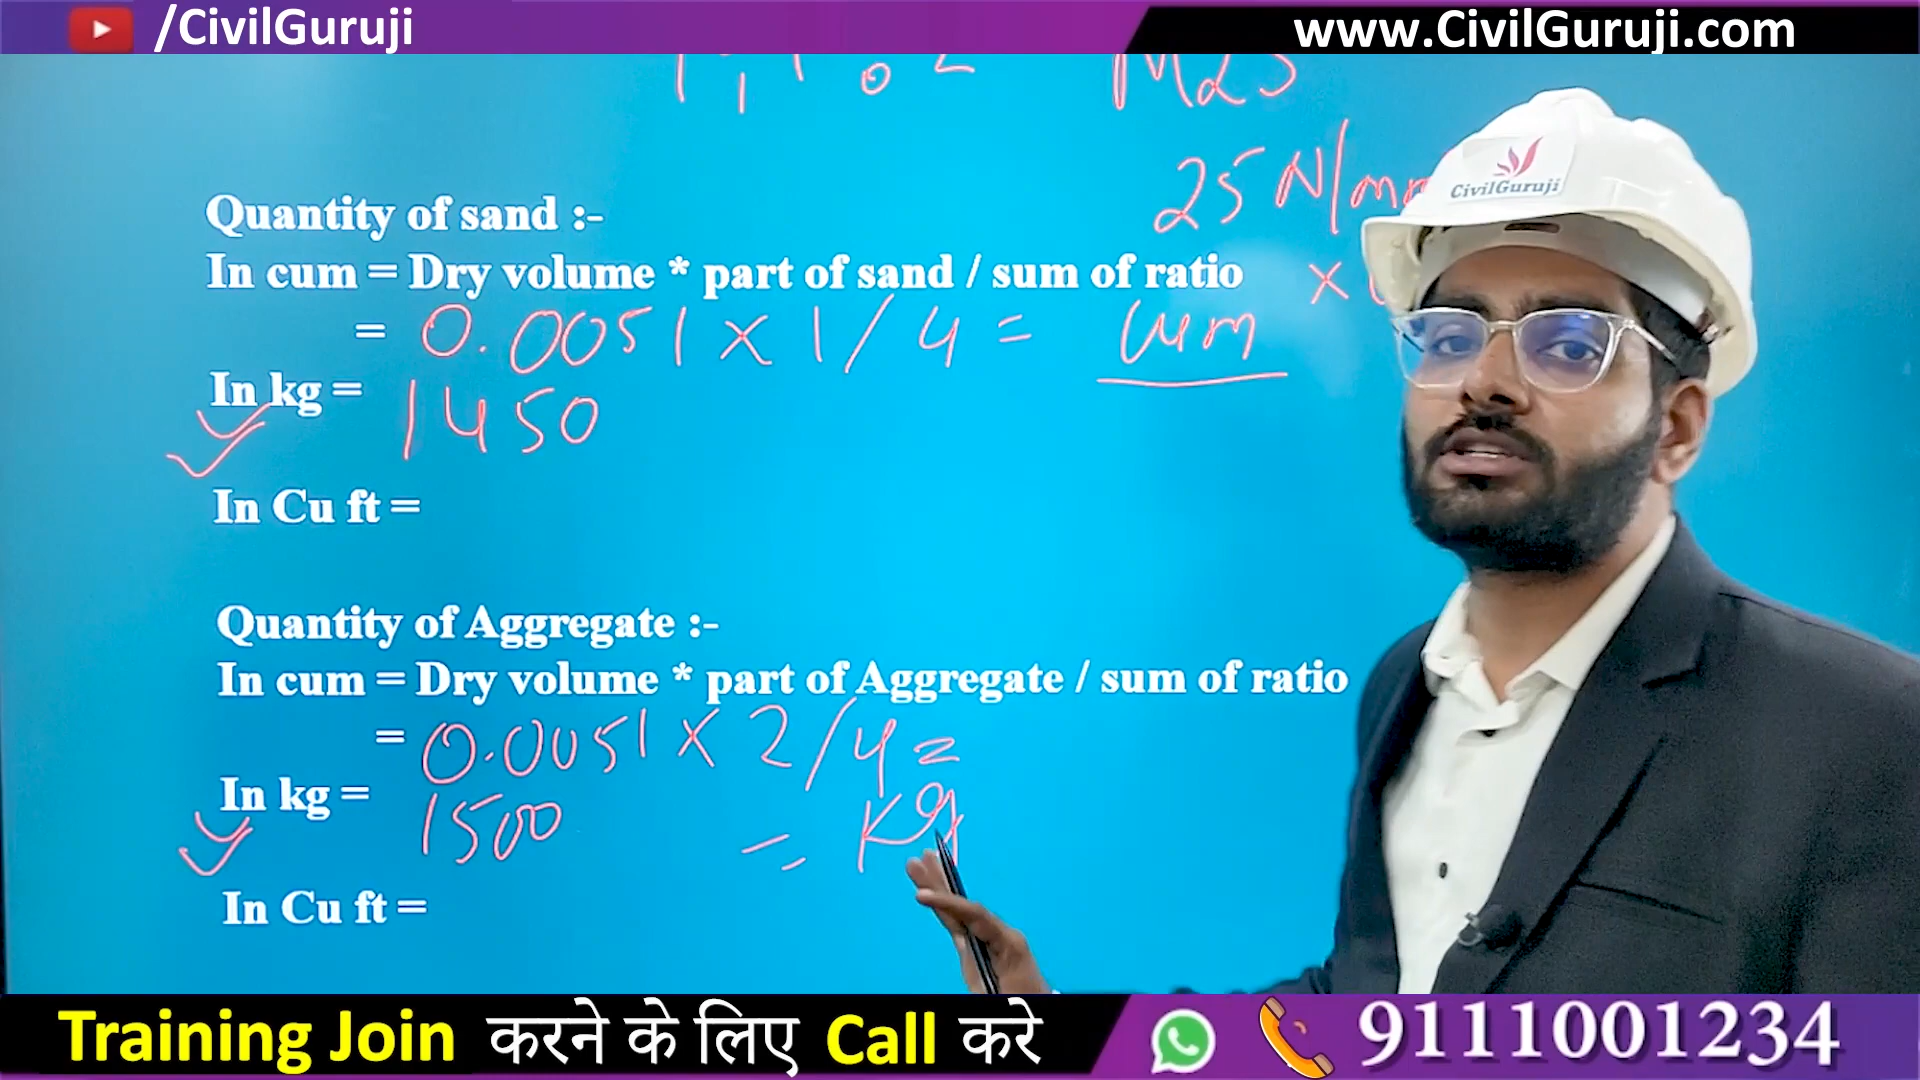 /CivilGuruji
www.CivilGuruji.com
M25
25 N/m
CivilGuruji
Quantity of sand :-
In cum = Dry volume * part of sand / sum of ratio
= 0.0051 x 1 / 4 = cum
In kg = 1450
In Cu ft =
Quantity of Aggregate :-
In cum = Dry volume * part of Aggregate / sum of ratio
= 0.0051 x 2 / 4 =
In kg = 1500 = Kg
In Cu ft =
Training Join करने के लिए Call करे
9111001234